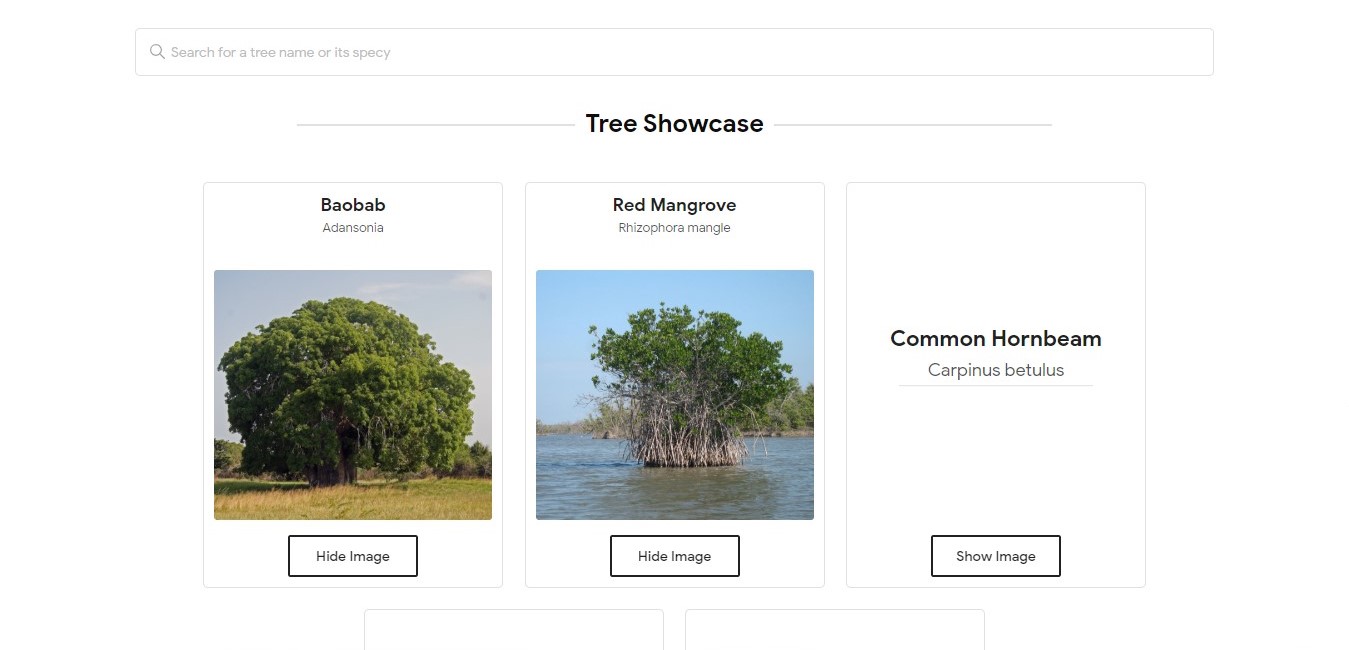 Search for a tree name or its specy
Tree Showcase
Baobab
Adansonia
Hide Image
Red Mangrove
Rhizophora mangle
Hide Image
Common Hornbeam
Carpinus betulus
Show Image